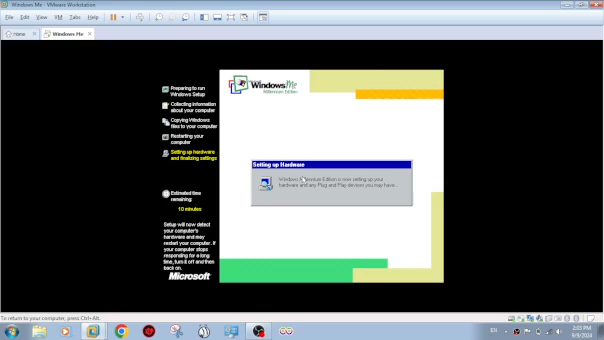 Windows Me - VMware Workstation
File Edit View VM Tabs Help
Home
Windows Me
Preparing to run
Windows Setup
Collecting information
about your computer
Copying Windows
files to your computer
Restarting your
computer
Setting up hardware
and finalizing settings
Estimated time
remaining:
10 minutes
Setup will now detect
your computer's
hardware and may
restart your computer. If
your computer stops
responding for a long
time, turn it off and then
back on.
Microsoft
WindowsMe
Millennium Edition
Setting up Hardware
Windows Millennium Edition is now setting up your
hardware and any Plug and Play devices you may have.
To return to your computer, press Ctrl+Alt.
EN
2:03 PM
9/9/2024